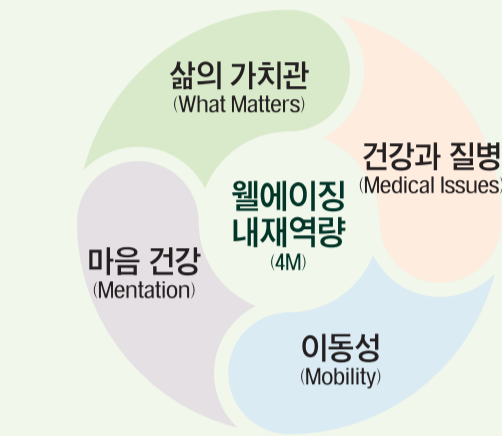 삶의 가치관
(What Matters)
건강과 질병
(Medical Issues)
웰에이징
내재역량
(4M)
마음 건강
(Mentation)
이동성
(Mobility)